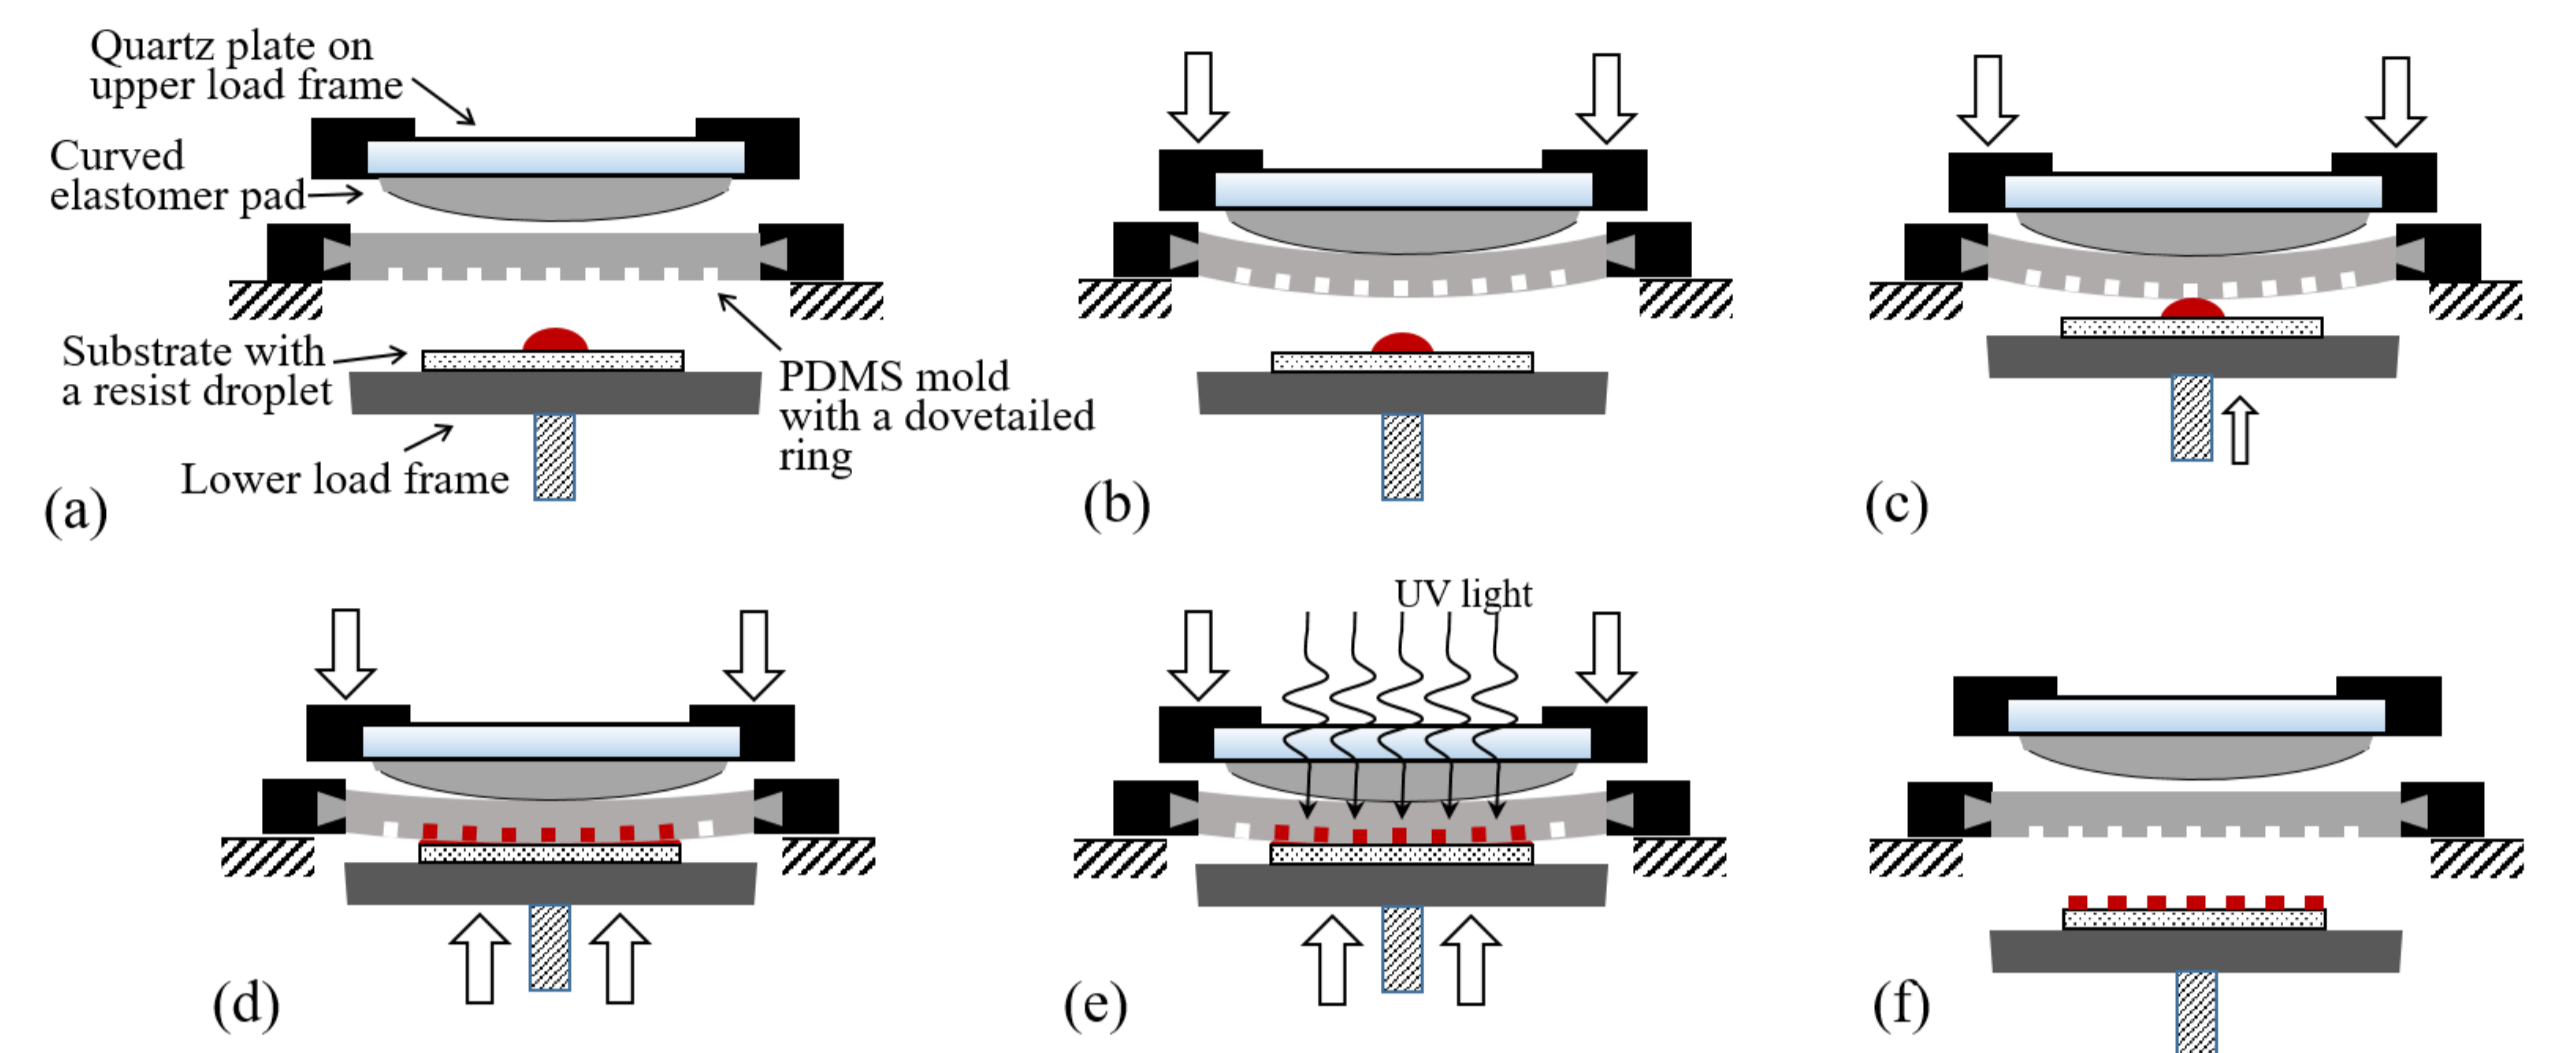 Quartz plate on
upper load frame
Curved
elastomer pad
Substrate with
a resist droplet
Lower load frame
PDMS mold
with a dovetailed
ring
(a)
(b)
(c)
UV light
(d)
(e)
(f)